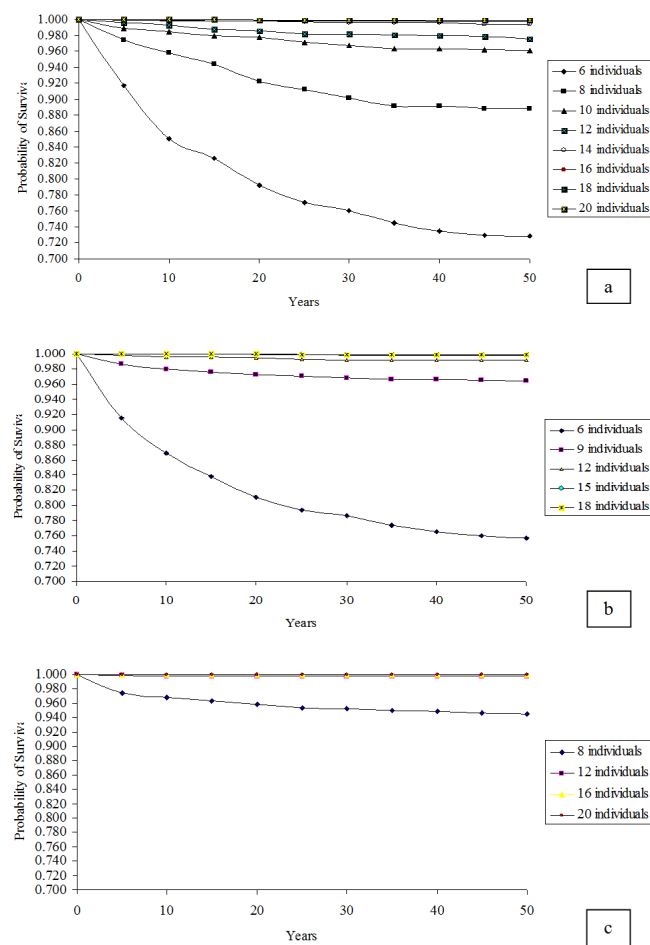 Probability of Surviva
1.000
0.980
0.960
0.940
0.920
0.900
0.880
0.860
0.840
0.820
0.800
0.780
0.760
0.740
0.720
0.700
0 10 20 30 40 50
Years
6 individuals
8 individuals
10 individuals
12 individuals
14 individuals
16 individuals
18 individuals
20 individuals
a
Probability of Suviva
1.000
0.980
0.960
0.940
0.920
0.900
0.880
0.860
0.840
0.820
0.800
0.780
0.760
0.740
0.720
0.700
0 10 20 30 40 50
Years
6 individuals
9 individuals
12 individuals
15 individuals
18 individuals
b
Probability of Surviva
1.000
0.980
0.960
0.940
0.920
0.900
0.880
0.860
0.840
0.820
0.800
0.780
0.760
0.740
0.720
0.700
0 10 20 30 40 50
Years
8 individuals
12 individuals
16 individuals
20 individuals
c